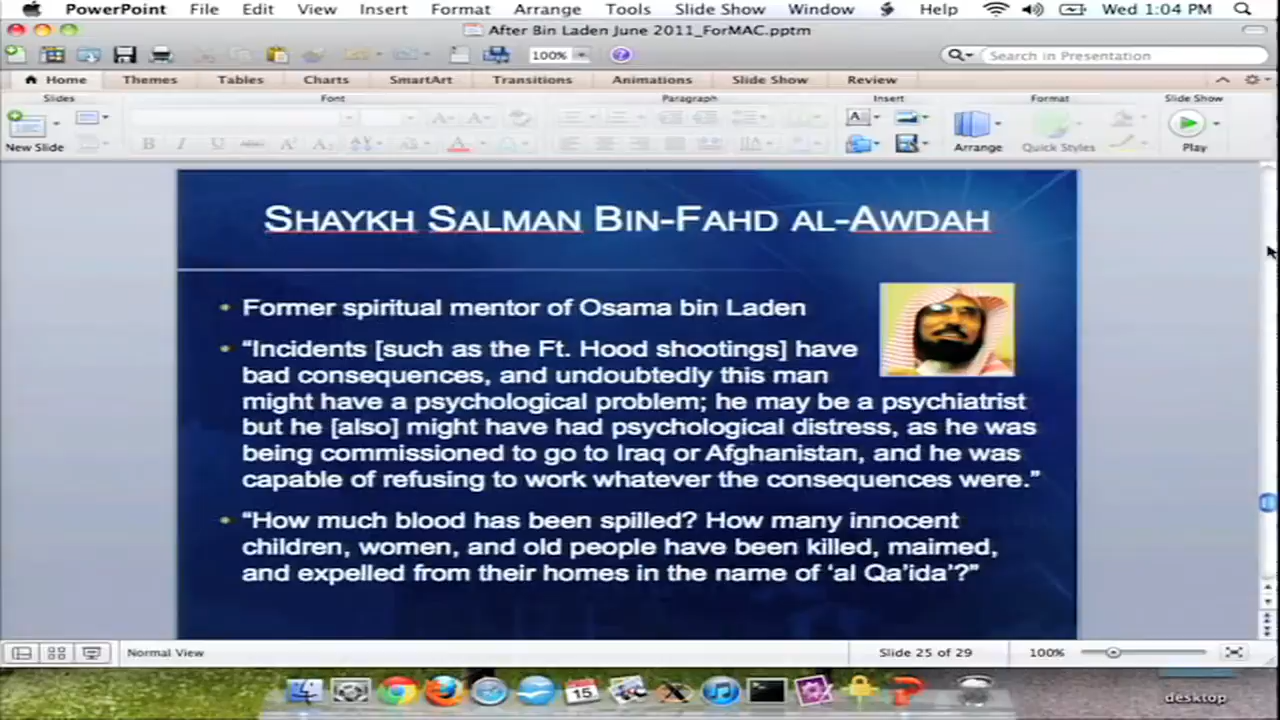 PowerPoint File Edit View Insert Format Arrange Tools Slide Show Window Help Wed 1:04 PM
After Bin Laden June 2011_ForMAC.pptm
100% Search in Presentation
Home Themes Tables Charts SmartArt Transitions Animations Slide Show Review
Slides Font Paragraph Insert Format Slide Show
New Slide Arrange Quick Styles Play
SHAYKH SALMAN BIN-FAHD AL-AWDAH
• Former spiritual mentor of Osama bin Laden
• “Incidents [such as the Ft. Hood shootings] have
bad consequences, and undoubtedly this man
might have a psychological problem; he may be a psychiatrist
but he [also] might have had psychological distress, as he was
being commissioned to go to Iraq or Afghanistan, and he was
capable of refusing to work whatever the consequences were.”
• “How much blood has been spilled? How many innocent
children, women, and old people have been killed, maimed,
and expelled from their homes in the name of ‘al Qa’ida’?”
Normal View Slide 25 of 29 100%
15
desktop